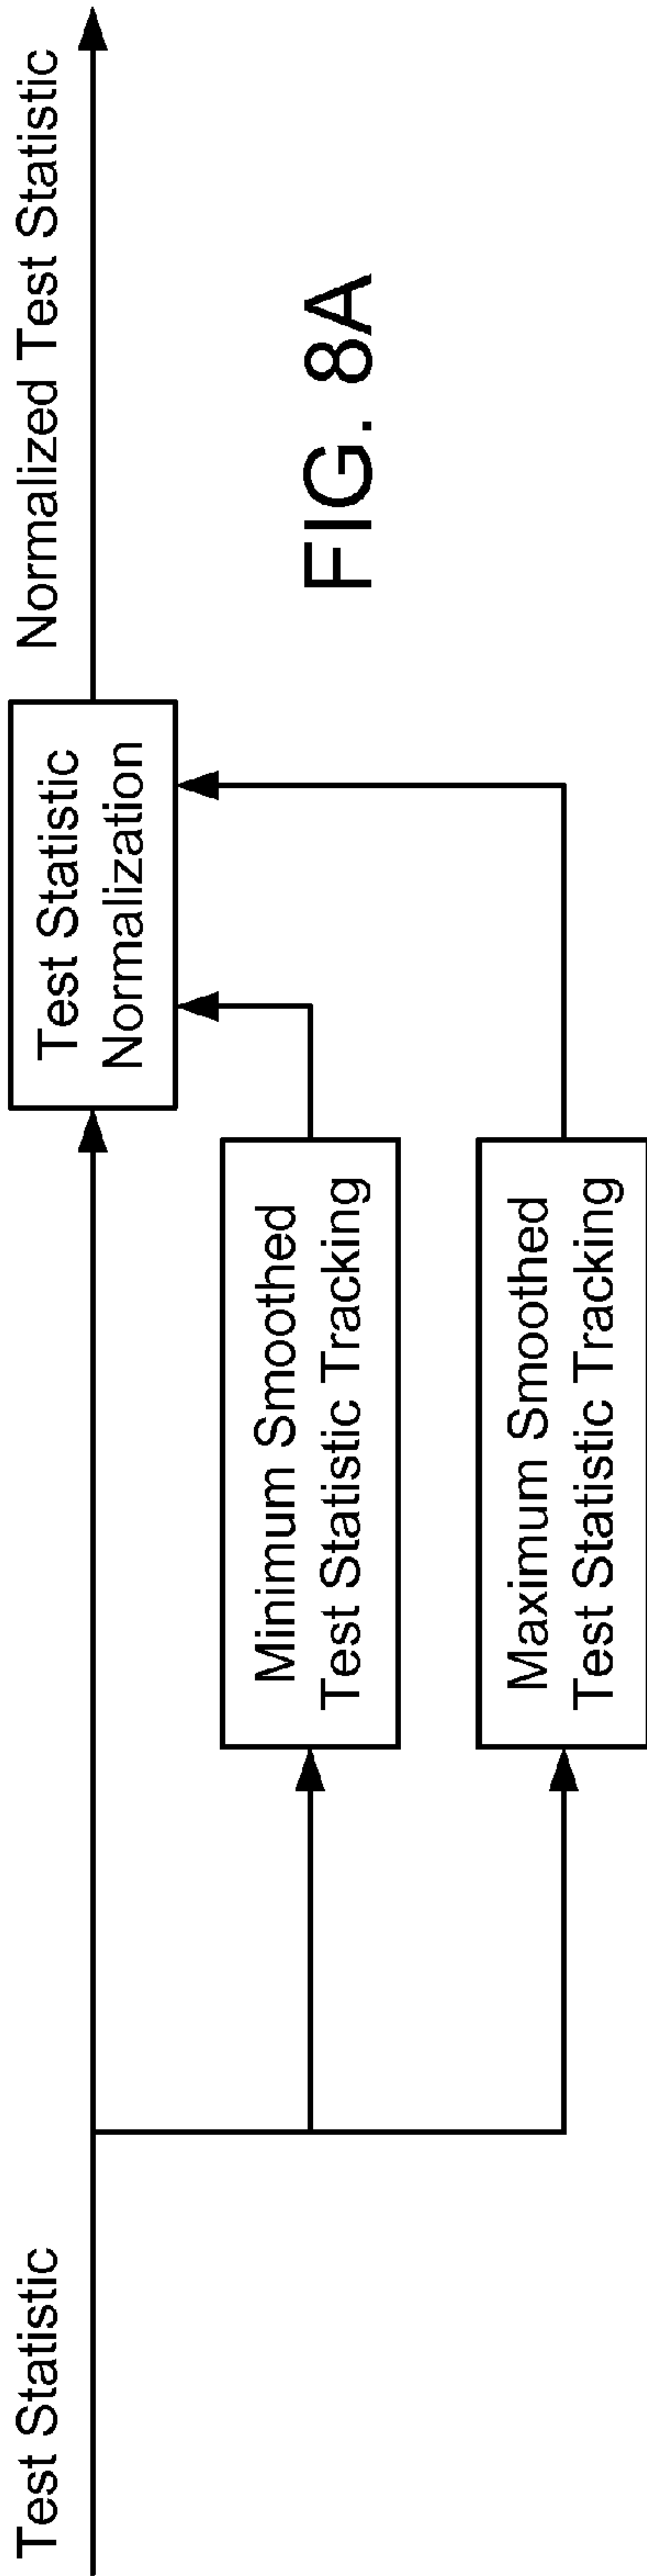 Test Statistic
Test Statistic
Normalization
Normalized Test Statistic
Minimum Smoothed
Test Statistic Tracking
Maximum Smoothed
Test Statistic Tracking
FIG. 8A